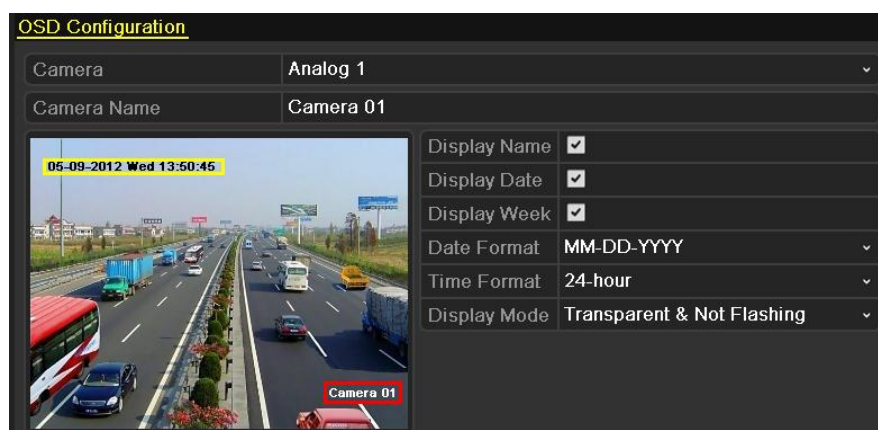 OSD Configuration
Camera Analog 1
Camera Name Camera 01
05-09-2012 Wed 13:50:45
Camera 01
Display Name
Display Date
Display Week
Date Format MM-DD-YYYY
Time Format 24-hour
Display Mode Transparent & Not Flashing